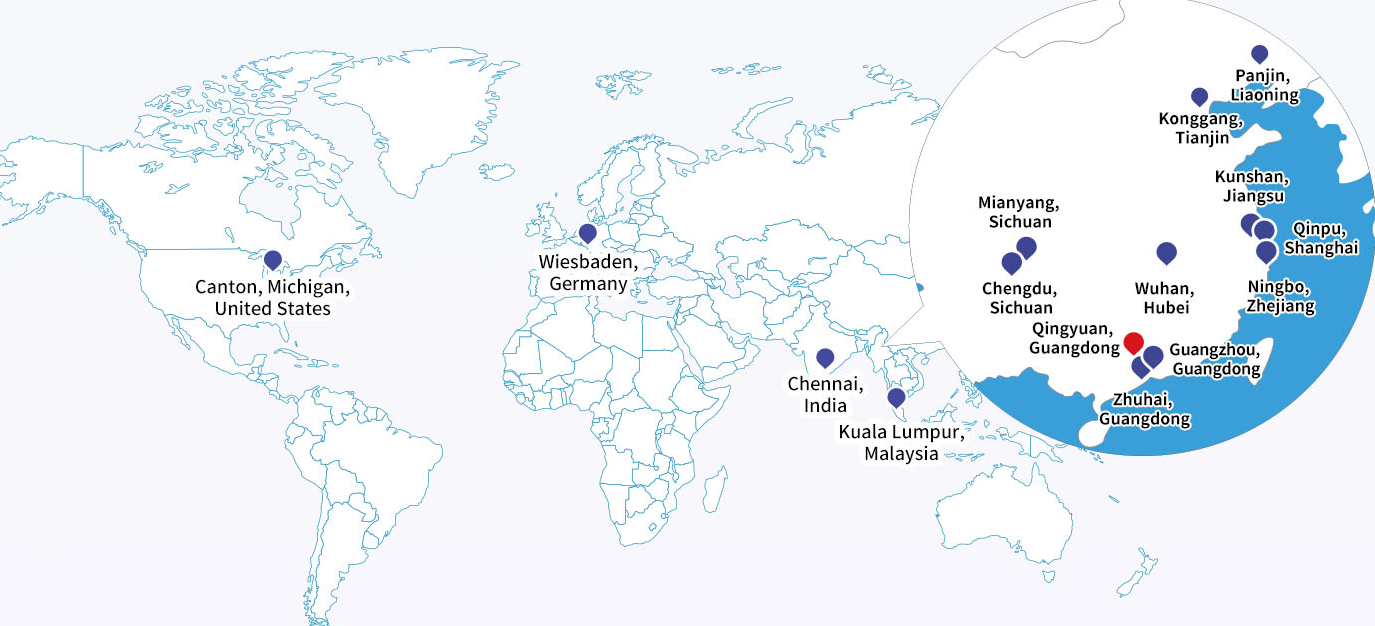 Canton, Michigan,
United States
Wiesbaden,
Germany
Chennai,
India
Kuala Lumpur,
Malaysia
Panjin,
Liaoning
Konggang,
Tianjin
Kunshan,
Jiangsu
Mianyang,
Sichuan
Qinpu,
Shanghai
Chengdu,
Sichuan
Wuhan,
Hubei
Ningbo,
Zhejiang
Qingyuan,
Guangdong
Guangzhou,
Guangdong
Zhuhai,
Guangdong